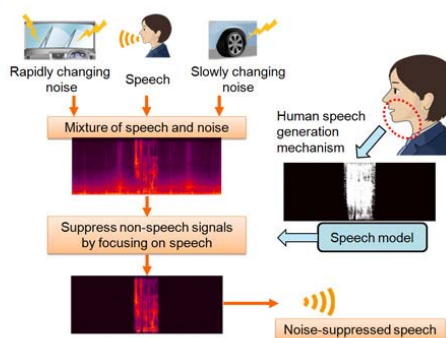 Rapidly changing
noise
Speech
Slowly changing
noise
Mixture of speech and noise
Human speech
generation
mechanism
Suppress non-speech signals
by focusing on speech
Speech model
Noise-suppressed speech